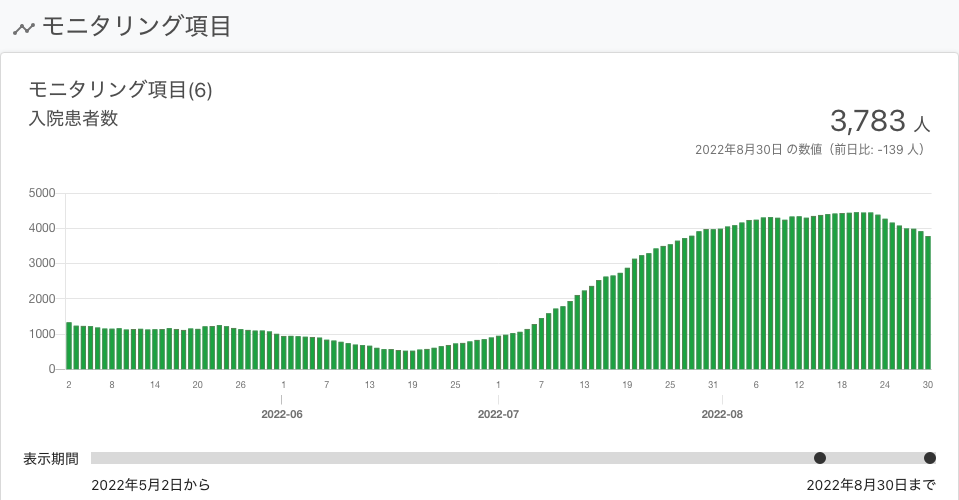 モニタリング項目
モニタリング項目(6)
入院患者数
3,783 人
2022年8月30日 の数値（前日比: -139 人）
5000
4000
3000
2000
1000
0
2 8 14 20 26 1 7 13 19 25 1 7 13 19 25 31 6 12 18 24 30
2022-06 2022-07 2022-08
表示期間
2022年5月2日から 2022年8月30日まで